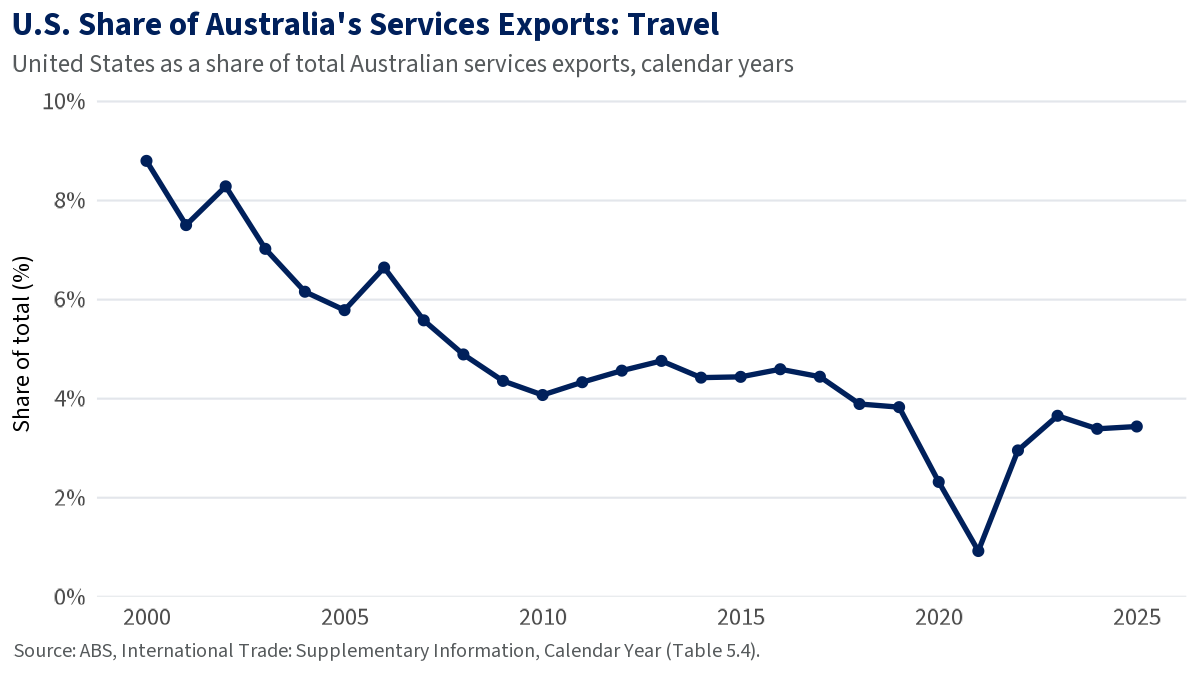 U.S. Share of Australia's Services Exports: Travel
United States as a share of total Australian services exports, calendar years
10%
8%
6%
4%
2%
0%
Share of total (%)
2000 2005 2010 2015 2020 2025
Source: ABS, International Trade: Supplementary Information, Calendar Year (Table 5.4).